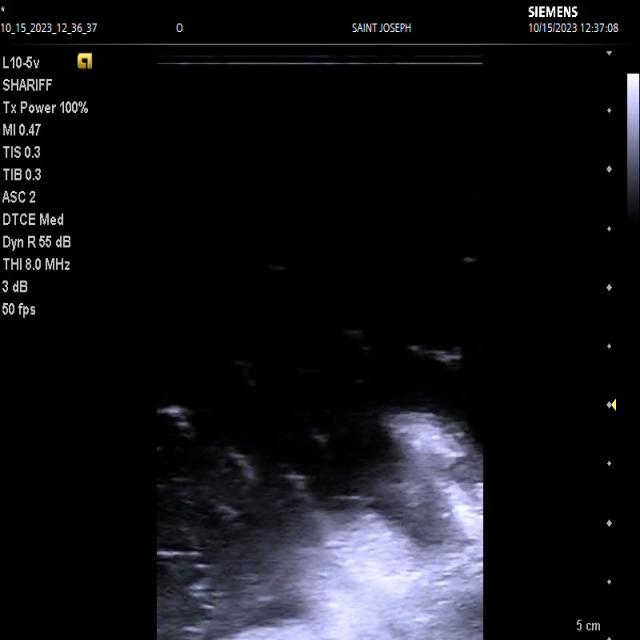 *
SIEMENS
10_15_2023_12_36_37 O SAINT JOSEPH 10/15/2023 12:37:08
L10-5v
SHARIFF
Tx Power 100%
MI 0.47
TIS 0.3
TIB 0.3
ASC 2
DTCE Med
Dyn R 55 dB
THI 8.0 MHz
3 dB
50 fps
5 cm